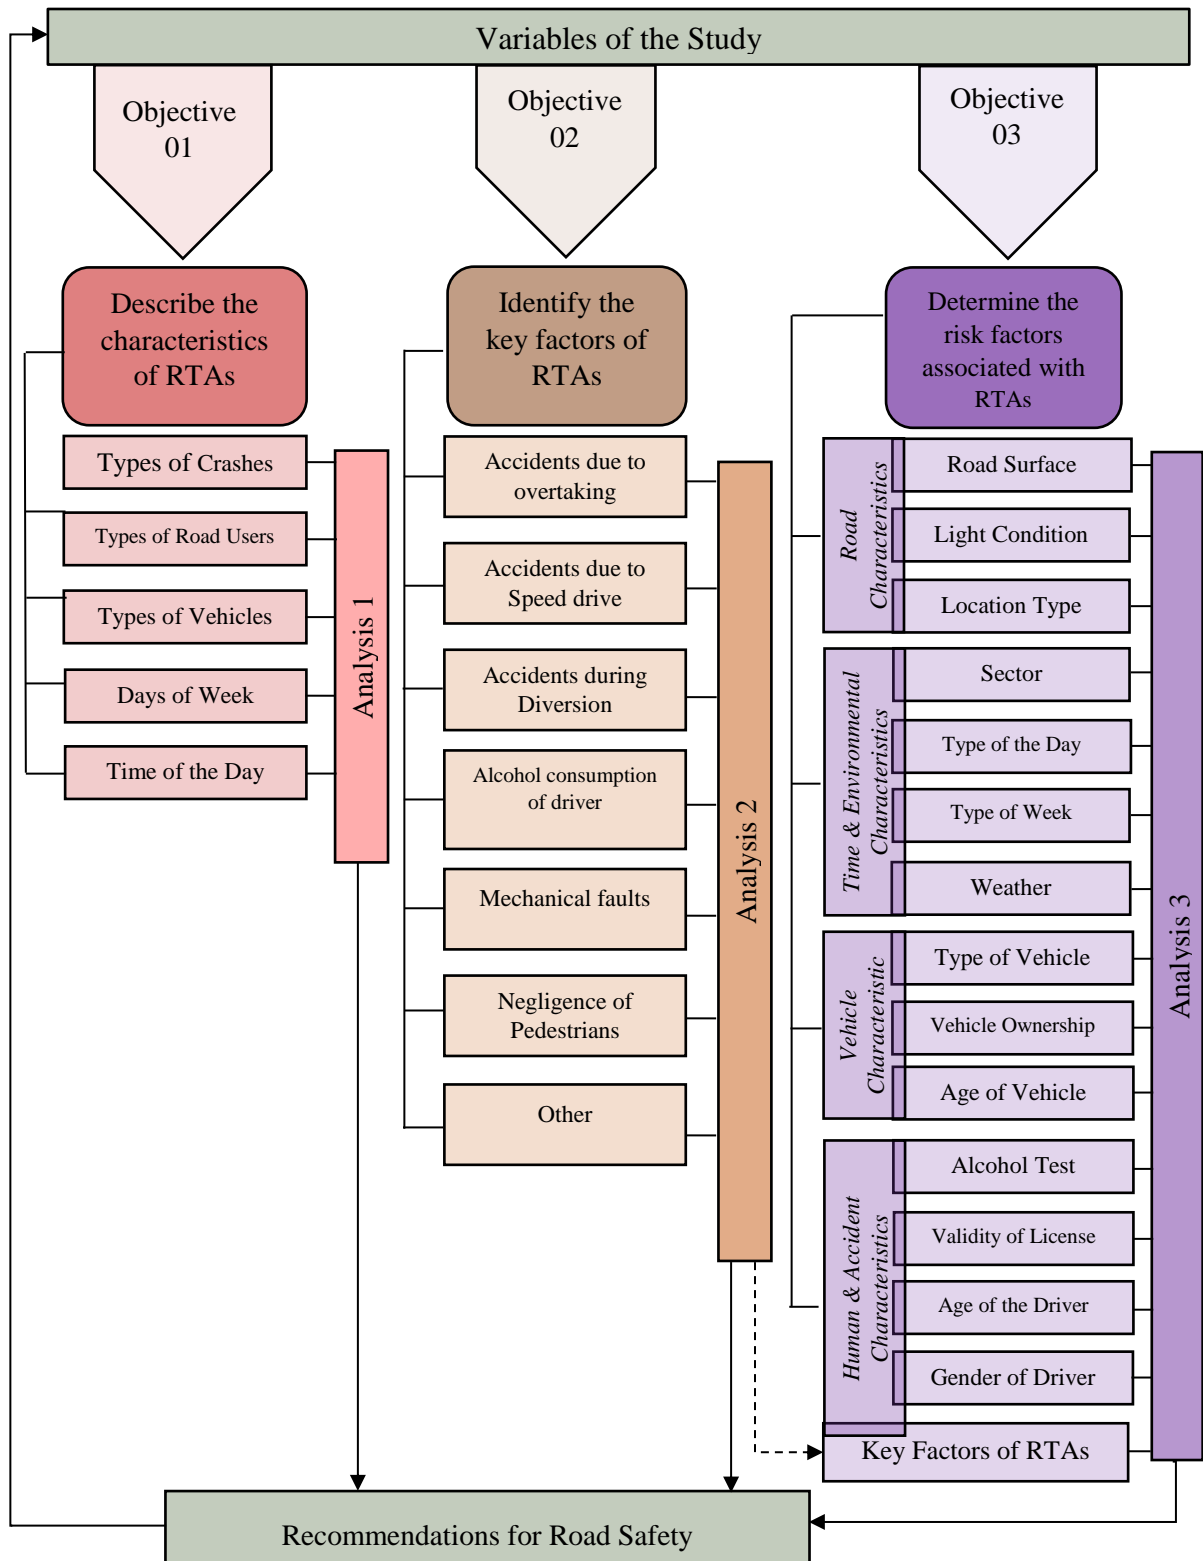 Variables of the Study
Objective
01
Objective
02
Objective
03
Describe the
characteristics
of RTAs
Types of Crashes
Types of Road Users
Types of Vehicles
Days of Week
Time of the Day
Analysis 1
Identify the
key factors of
RTAs
Accidents due to
overtaking
Accidents due to
Speed drive
Accidents during
Diversion
Alcohol consumption
of driver
Mechanical faults
Negligence of
Pedestrians
Other
Analysis 2
Determine the
risk factors
associated with
RTAs
Road
Characteristics
Road Surface
Light Condition
Location Type
Time & Environmental
Characteristics
Sector
Type of the Day
Type of Week
Weather
Vehicle
Characteristic
Type of Vehicle
Vehicle Ownership
Age of Vehicle
Human & Accident
Characteristics
Alcohol Test
Validity of License
Age of the Driver
Gender of Driver
Key Factors of RTAs
Analysis 3
Recommendations for Road Safety